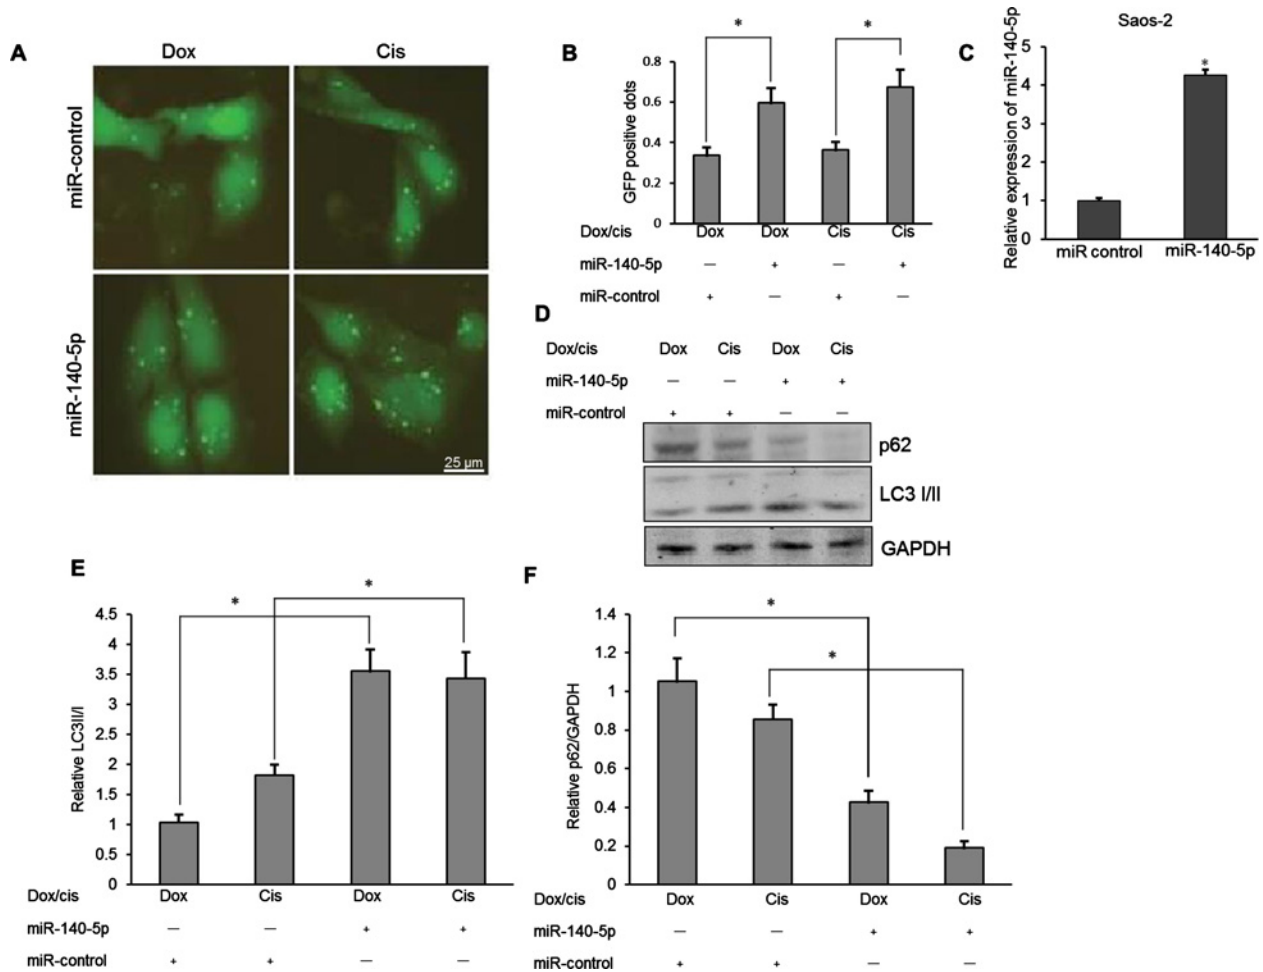 A
Dox Cis
miR-control
miR-140-5p
25 µm
B
* *
GFP positive dots
0.8
0.6
0.4
0.2
0
Dox/cis Dox Dox Cis Cis
miR-140-5p — + — +
miR-control + — + —
C
Saos-2
Relative expression of miR-140-5p
5
4
3
2
1
0
*
miR control miR-140-5p
D
Dox/cis Dox Cis Dox Cis
miR-140-5p — — + +
miR-control + + — —
p62
LC3 I/II
GAPDH
E
* *
Relative LC3II/I
4.5
4
3.5
3
2.5
2
1.5
1
0.5
0
Dox/cis Dox Cis Dox Cis
miR-140-5p — — + +
miR-control + + — —
F
*
*
Relative p62/GAPDH
1.4
1.2
1
0.8
0.6
0.4
0.2
0
Dox/cis Dox Cis Dox Cis
miR-140-5p — — + +
miR-control + + — —